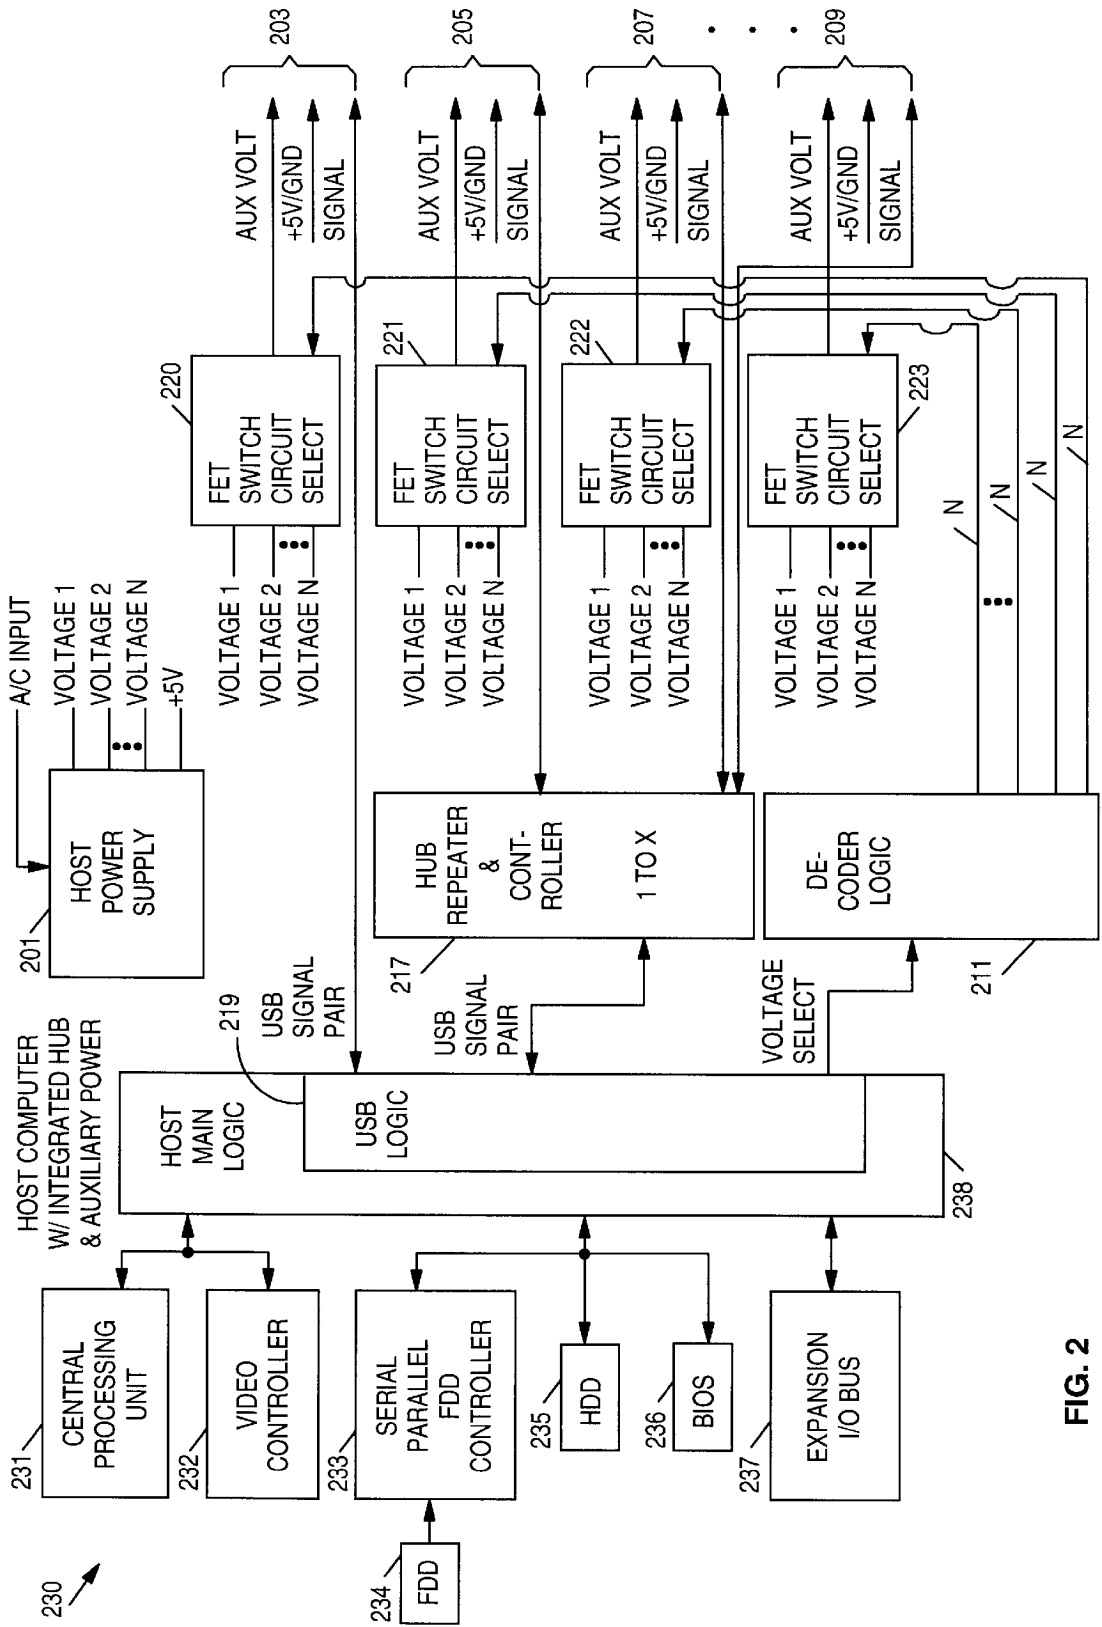 230
HOST COMPUTER
W/ INTEGRATED HUB
& AUXILIARY POWER
231
CENTRAL
PROCESSING
UNIT
232
VIDEO
CONTROLLER
233
SERIAL
PARALLEL
FDD
CONTROLLER
234
FDD
235
HDD
236
BIOS
237
EXPANSION
I/O BUS
HOST
MAIN
LOGIC
219
USB
LOGIC
238
201
HOST
POWER
SUPPLY
A/C INPUT
VOLTAGE 1
VOLTAGE 2
VOLTAGE N
+5V
USB
SIGNAL
PAIR
USB
SIGNAL
PAIR
217
HUB
REPEATER
&
CONT-
ROLLER
1 TO X
VOLTAGE
SELECT
DE-
CODER
LOGIC
211
VOLTAGE 1
VOLTAGE 2
VOLTAGE N
220
FET
SWITCH
CIRCUIT
SELECT
AUX VOLT
+5V/GND
SIGNAL
203
VOLTAGE 1
VOLTAGE 2
VOLTAGE N
221
FET
SWITCH
CIRCUIT
SELECT
AUX VOLT
+5V/GND
SIGNAL
205
VOLTAGE 1
VOLTAGE 2
VOLTAGE N
222
FET
SWITCH
CIRCUIT
SELECT
AUX VOLT
+5V/GND
SIGNAL
207
VOLTAGE 1
VOLTAGE 2
VOLTAGE N
FET
SWITCH
CIRCUIT
SELECT
223
AUX VOLT
+5V/GND
SIGNAL
209
N
N
N
N
FIG. 2